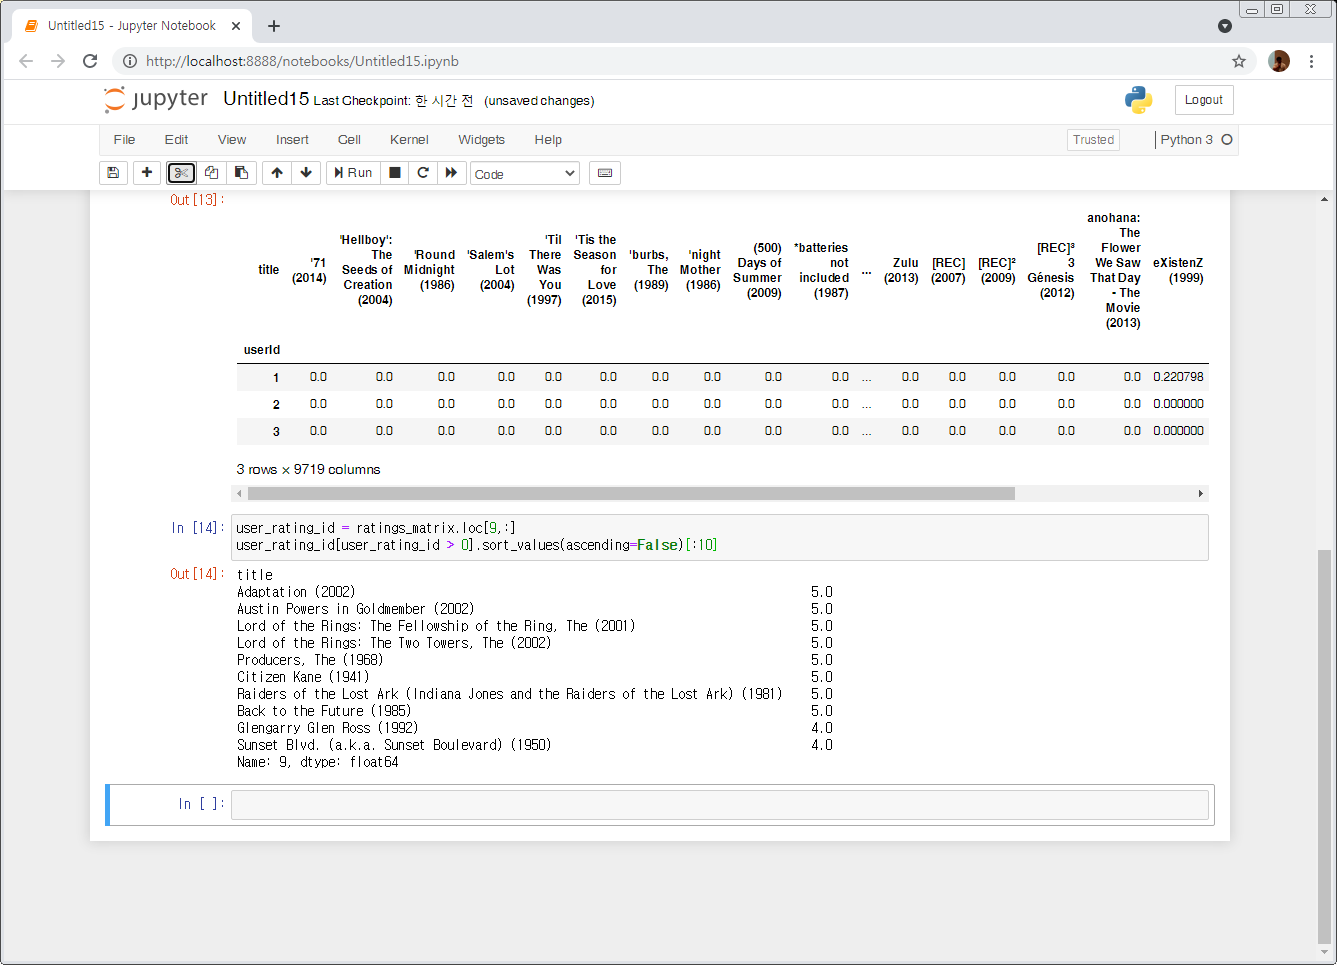 Untitled15 - Jupyter Notebook
http://localhost:8888/notebooks/Untitled15.ipynb
jupyter Untitled15 Last Checkpoint: 한 시간 전 (unsaved changes)
Logout
File Edit View Insert Cell Kernel Widgets Help Trusted Python 3
Run Code
Out[13]:
title '71 (2014) 'Hellboy': The Seeds of Creation (2004) 'Round Midnight (1986) 'Salem's Lot (2004) 'Til There Was You (1997) 'Tis the Season for Love (2015) 'burbs, The (1989) 'night Mother (1986) (500) Days of Summer (2009) *batteries not included (1987) ... Zulu (2013) [REC] (2007) [REC]² (2009) [REC]³ 3 Génesis (2012) anohana: The Flower We Saw That Day - The Movie (2013) eXistenZ (1999)
userId
1 0.0 0.0 0.0 0.0 0.0 0.0 0.0 0.0 0.0 0.0 ... 0.0 0.0 0.0 0.0 0.0 0.220798
2 0.0 0.0 0.0 0.0 0.0 0.0 0.0 0.0 0.0 0.0 ... 0.0 0.0 0.0 0.0 0.0 0.000000
3 0.0 0.0 0.0 0.0 0.0 0.0 0.0 0.0 0.0 0.0 ... 0.0 0.0 0.0 0.0 0.0 0.000000
3 rows × 9719 columns
In [14]: user_rating_id = ratings_matrix.loc[9,:]
user_rating_id[user_rating_id > 0].sort_values(ascending=False)[:10]
Out[14]: title
Adaptation (2002) 5.0
Austin Powers in Goldmember (2002) 5.0
Lord of the Rings: The Fellowship of the Ring, The (2001) 5.0
Lord of the Rings: The Two Towers, The (2002) 5.0
Producers, The (1968) 5.0
Citizen Kane (1941) 5.0
Raiders of the Lost Ark (Indiana Jones and the Raiders of the Lost Ark) (1981) 5.0
Back to the Future (1985) 5.0
Glengarry Glen Ross (1992) 4.0
Sunset Blvd. (a.k.a. Sunset Boulevard) (1950) 4.0
Name: 9, dtype: float64
In [ ]: